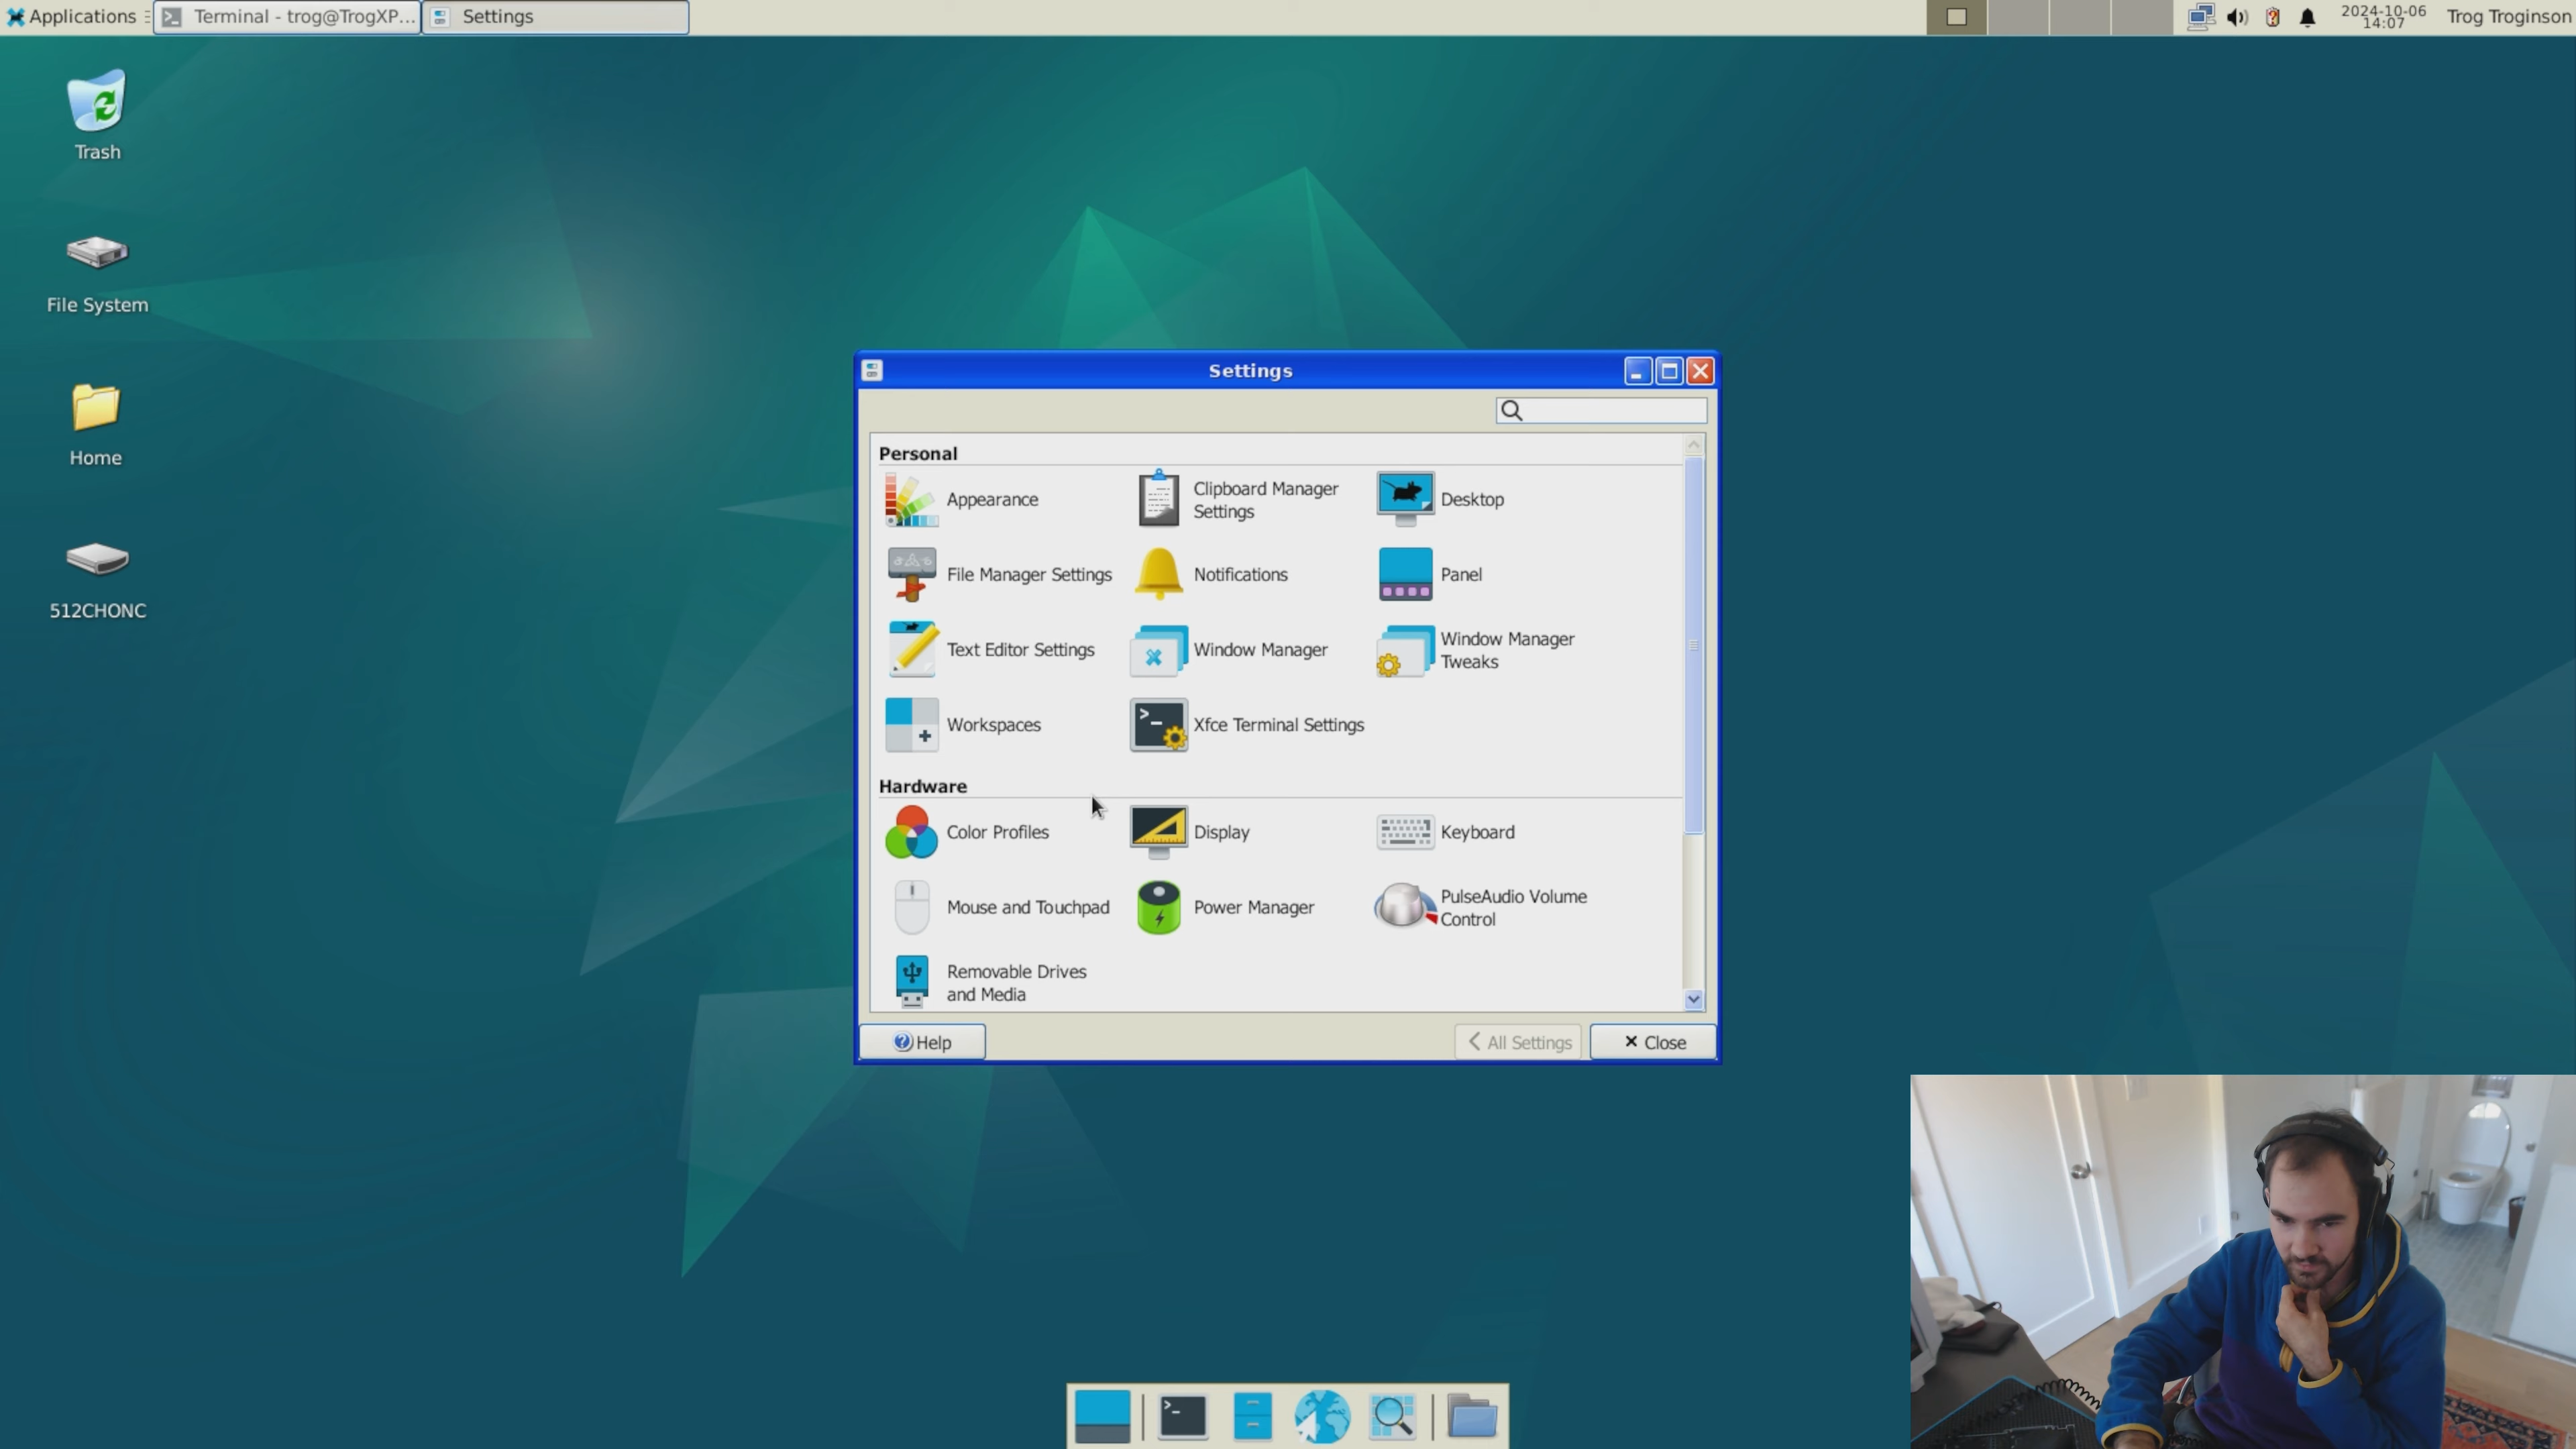 Applications
Terminal - trog@TrogXP...
Settings
2024-10-06
14:07
Trog Troginson
Trash
File System
Home
512CHONC
Settings
Personal
Appearance
Clipboard Manager
Settings
Desktop
File Manager Settings
Notifications
Panel
Text Editor Settings
Window Manager
Window Manager
Tweaks
Workspaces
Xfce Terminal Settings
Hardware
Color Profiles
Display
Keyboard
Mouse and Touchpad
Power Manager
PulseAudio Volume
Control
Removable Drives
and Media
Help
All Settings
Close